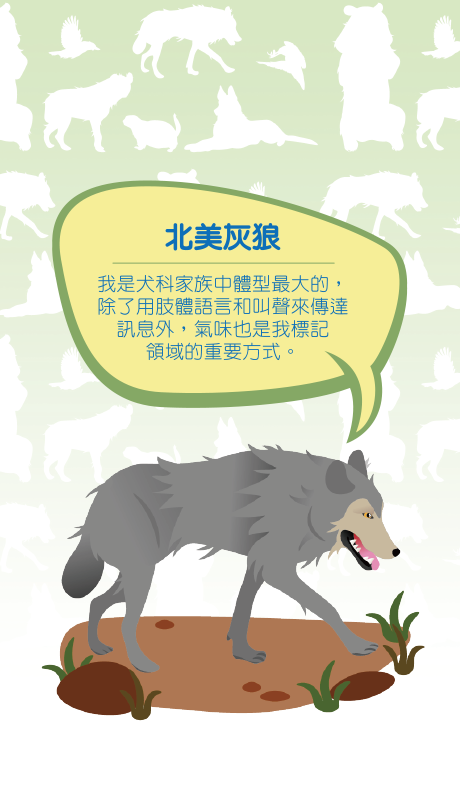 北美灰狼
我是犬科家族中體型最大的，
除了用肢體語言和叫聲來傳達
訊息外，氣味也是我標記
領域的重要方式。